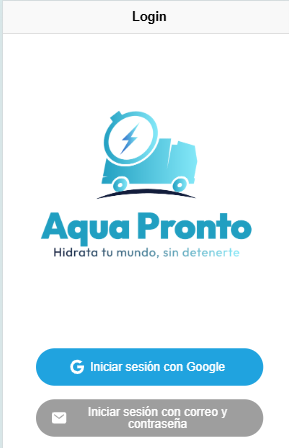 Login
Aqua Pronto
Hidrata tu mundo, sin detenerte
Iniciar sesión con Google
Iniciar sesión con correo y
contraseña